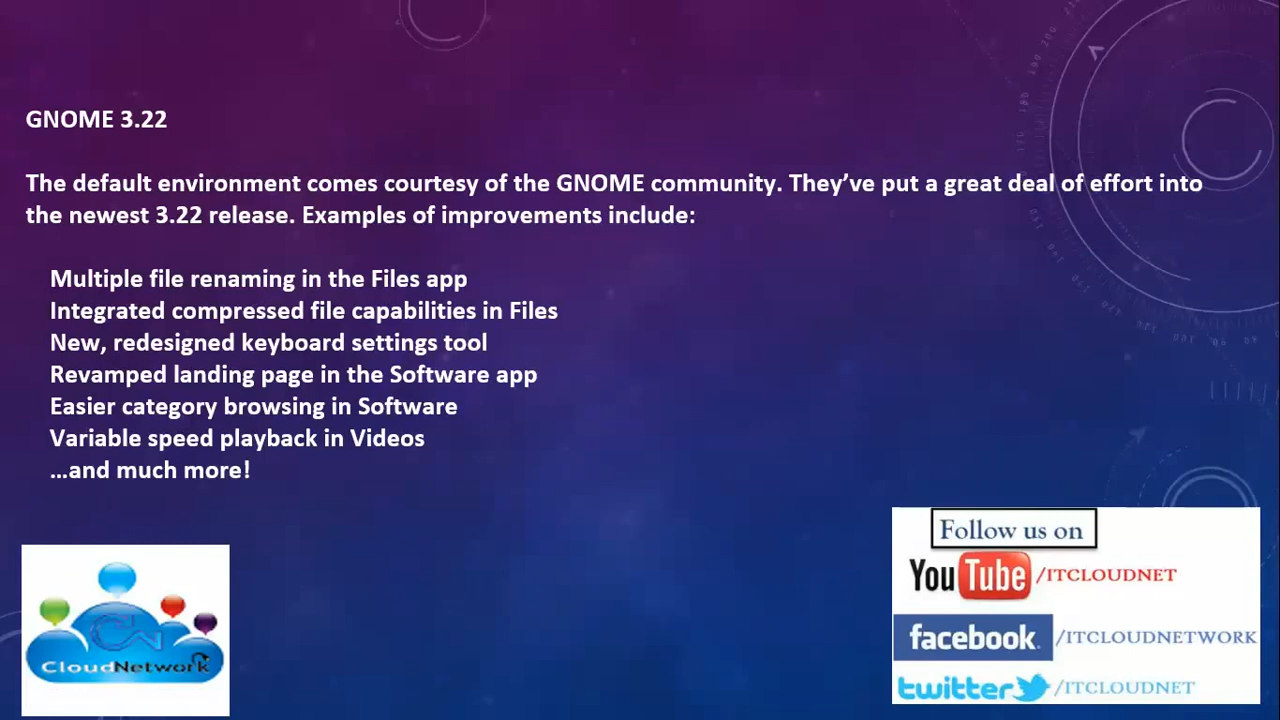 GNOME 3.22
The default environment comes courtesy of the GNOME community. They've put a great deal of effort into
the newest 3.22 release. Examples of improvements include:
Multiple file renaming in the Files app
Integrated compressed file capabilities in Files
New, redesigned keyboard settings tool
Revamped landing page in the Software app
Easier category browsing in Software
Variable speed playback in Videos
…and much more!
Follow us on
YouTube /ITCLOUDNET
facebook /ITCLOUDNETWORK
twitter /ITCLOUDNET
CN
CloudNetwork